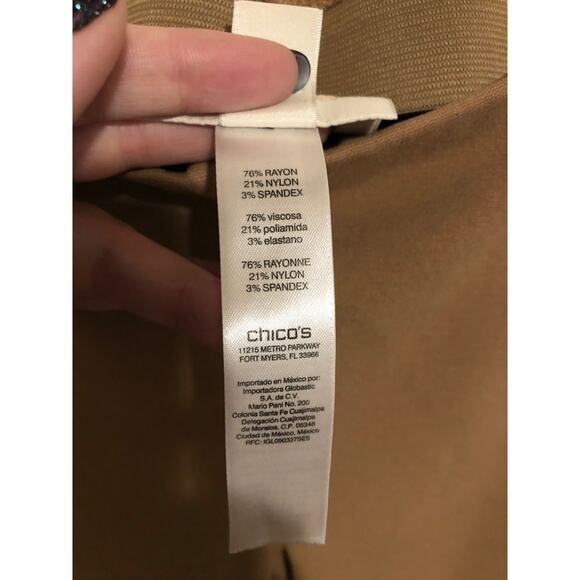 76% RAYON
21% NYLON
3% SPANDEX
76% viscosa
21% poliamida
3% elastano
76% RAYONNE
21% NYLON
3% SPANDEX
chico's
11215 METRO PARKWAY
FORT MYERS, FL 33966
Importado en México por:
Importadora Globastic
S.A. de C.V.
Mario Pani No. 200
Colonia Santa Fe Cuajimalpa
Delegación Cuajimalpa
de Morelos, C.P. 05348
Ciudad de México, México
RFC: IGL090327SE5